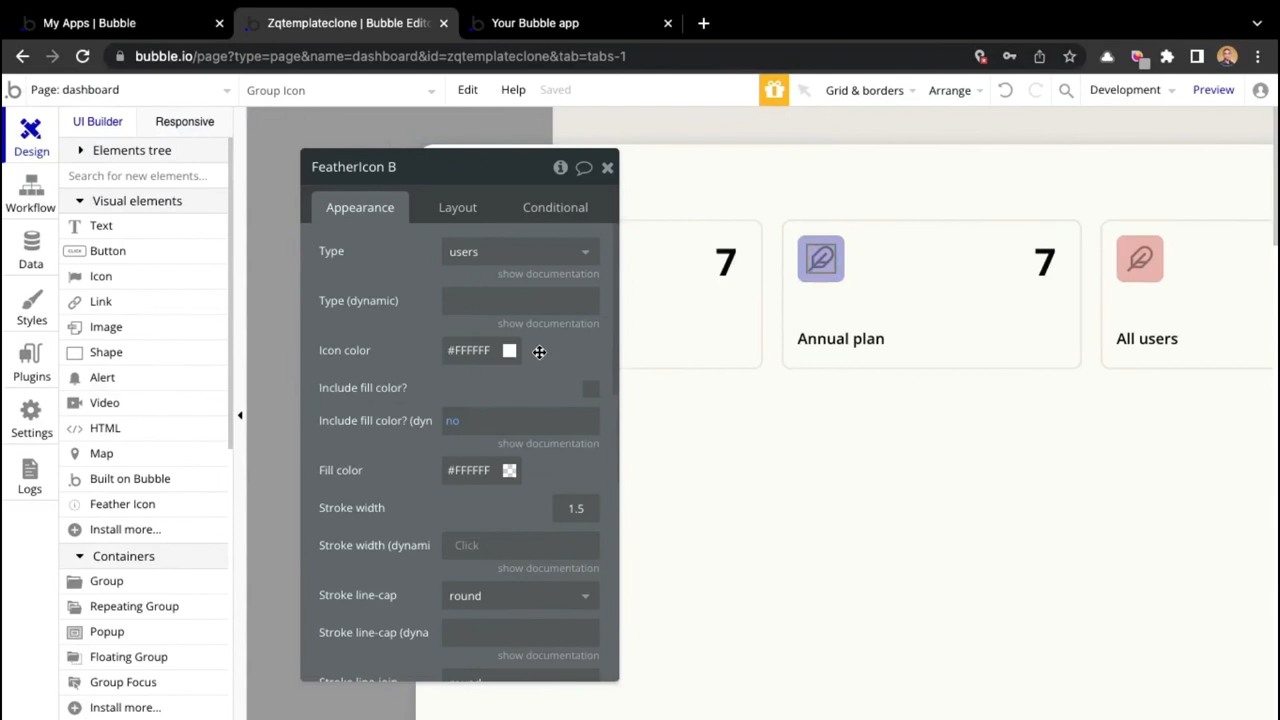 My Apps | Bubble
Zqtemplateclone | Bubble Edito
Your Bubble app
bubble.io/page?type=page&name=dashboard&id=zqtemplateclone&tab=tabs-1
Page: dashboard
Group Icon
Edit
Help
Saved
Grid & borders
Arrange
Development
Preview
Design
Workflow
Data
Styles
Plugins
Settings
Logs
UI Builder
Responsive
Elements tree
Search for new elements...
Visual elements
Text
CLICK
Button
Icon
Link
Image
Shape
Alert
Video
</> HTML
Map
Built on Bubble
Feather Icon
Install more...
Containers
Group
Repeating Group
Popup
Floating Group
Group Focus
Install more...
FeatherIcon B
Appearance
Layout
Conditional
Type
users
show documentation
Type (dynamic)
show documentation
Icon color
#FFFFFF
Include fill color?
Include fill color? (dyn
no
show documentation
Fill color
#FFFFFF
Stroke width
1.5
Stroke width (dynami
Click
show documentation
Stroke line-cap
round
Stroke line-cap (dyna
show documentation
7
7
Annual plan
All users